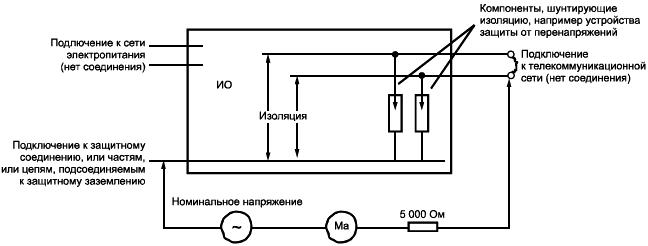 Компоненты, шунтирующие
изоляцию, например устройства
защиты от перенапряжений
Подлючение к сети
электропитания
(нет соединения)
Подключение
к телекоммуникационной
сети (нет соединения)
ИО
Изоляция
Подключение к защитному
соединению, или частям,
или цепям, подсоединяемым
к защитному заземлению
Номинальное напряжение
~
Ма
5 000 Ом